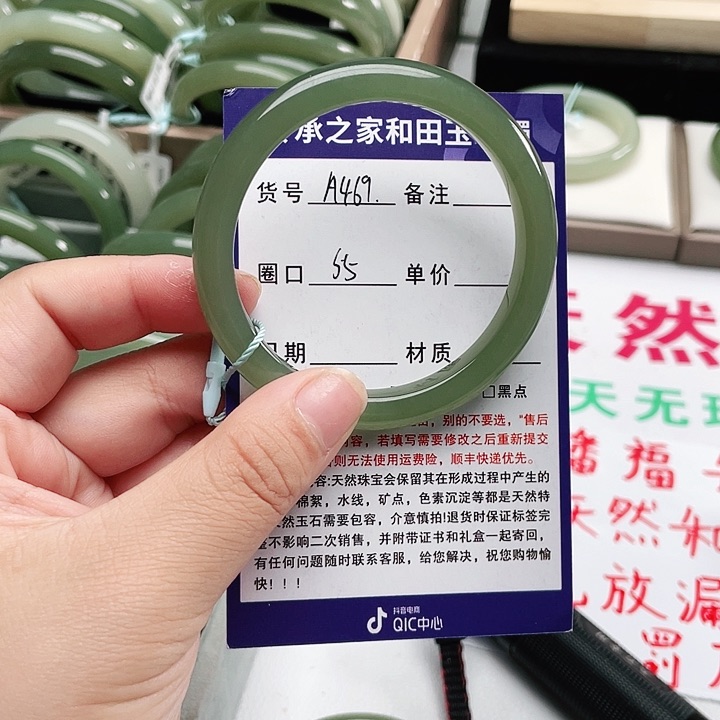 承之家和田玉
货号 A469. 备注
圈口 55 单价
期 材质
□黑点
别的不要选，"售后
容，若填写需要修改之后重新提交
则无法使用运费险，顺丰快递优先。
容:天然珠宝会保留其在形成过程中产生的
棉絮，水线，矿点，色素沉淀等都是天然特
然玉石需要包容，介意慎拍!退货时保证标签完
不影响二次销售，并附带证书和礼盒一起寄回，
有任何问题随时联系客服，给您解决，祝您购物愉
快！！！
抖音电商
QIC中心
然
天无
福
天然 和
放漏